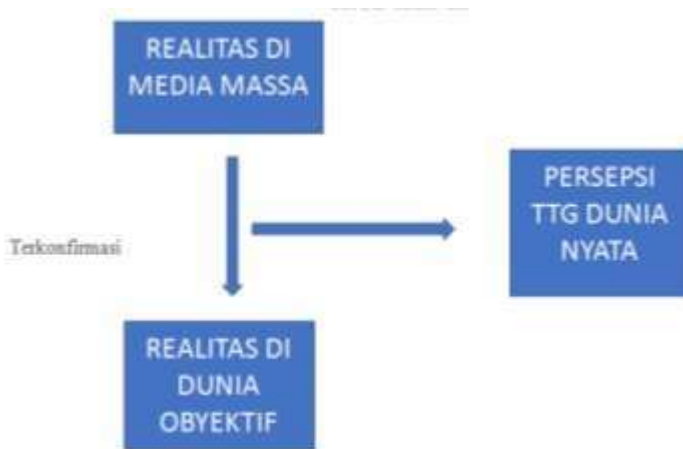 REALITAS DI
MEDIA MASSA
PERSEPSI
TTG DUNIA
NYATA
Terkonfirmasi
REALITAS DI
DUNIA
OBYEKTIF